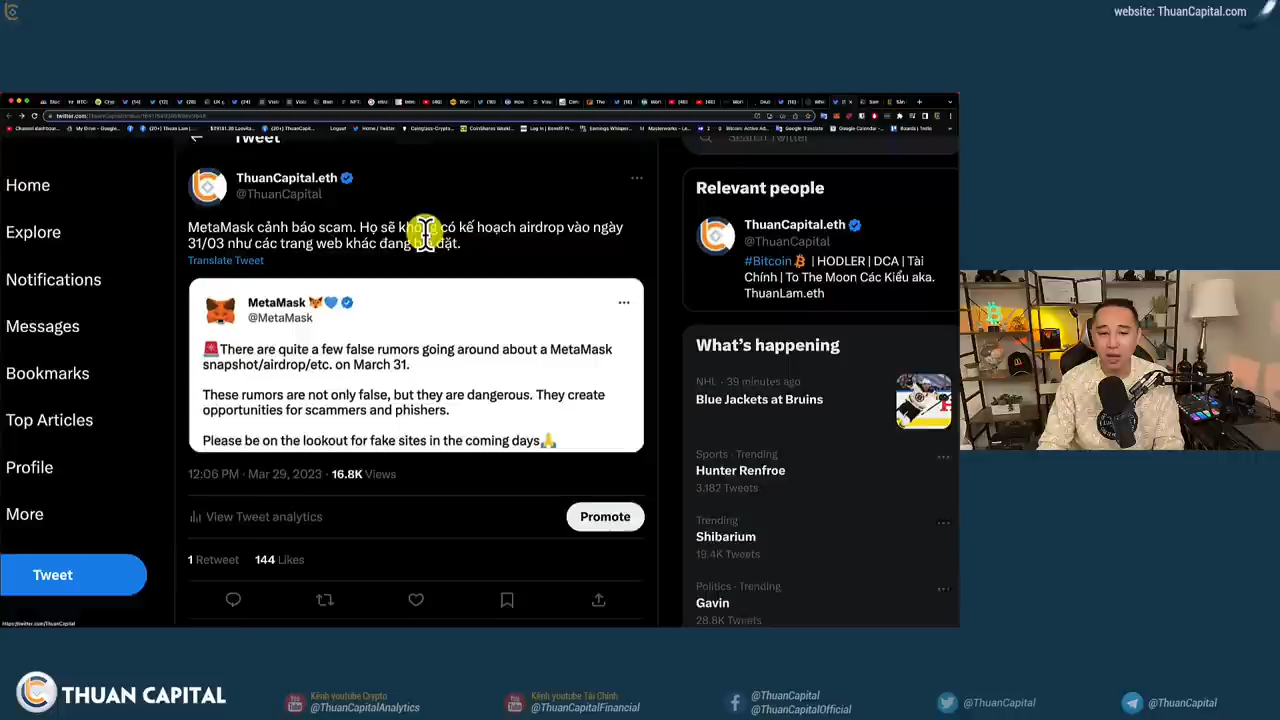 website: ThuanCapital.com
Tweet
Search Twitter
Home
Explore
Notifications
Messages
Bookmarks
Top Articles
Profile
More
Tweet
ThuanCapital.eth
@ThuanCapital
MetaMask cảnh báo scam. Họ sẽ không có kế hoạch airdrop vào ngày
31/03 như các trang web khác đang bịa đặt.
Translate Tweet
MetaMask
@MetaMask
There are quite a few false rumors going around about a MetaMask
snapshot/airdrop/etc. on March 31.
These rumors are not only false, but they are dangerous. They create
opportunities for scammers and phishers.
Please be on the lookout for fake sites in the coming days
12:06 PM · Mar 29, 2023 · 16.8K Views
View Tweet analytics
Promote
1 Retweet 144 Likes
Relevant people
ThuanCapital.eth
@ThuanCapital
#Bitcoin | HODLER | DCA | Tài
Chính | To The Moon Các Kiểu aka.
ThuanLam.eth
What's happening
NHL · 39 minutes ago
Blue Jackets at Bruins
Sports · Trending
Hunter Renfroe
3,182 Tweets
Trending
Shibarium
19.4K Tweets
Politics · Trending
Gavin
28.8K Tweets
https://twitter.com/ThuanCapital
THUAN CAPITAL
Kênh youtube Crypto
@ThuanCapitalAnalytics
Kênh youtube Tài Chính
@ThuanCapitalFinancial
@ThuanCapital
@ThuanCapitalOfficial
@ThuanCapital
@ThuanCapital